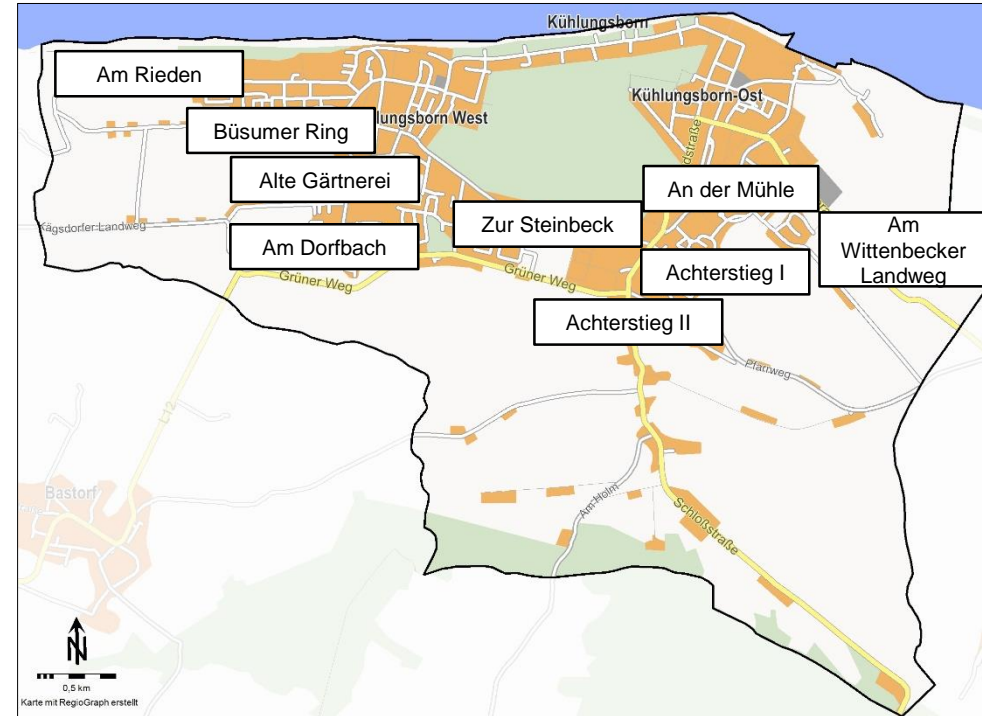 Kühlungsborn
Am Rieden
Kühlungsborn-Ost
Büsumer Ring
lungsborn West
dstraße
Alte Gärtnerei
An der Mühle
Kägsdorfer Landweg
Zur Steinbeck
Am
Wittenbecker
Landweg
Am Dorfbach
Grüner Weg
Grüner Weg
Achterstieg I
Achterstieg II
Pfarrweg
L12
Bastorf
Am Holm
Schloßstraße
N
0,5 km
Karte mit RegioGraph erstellt